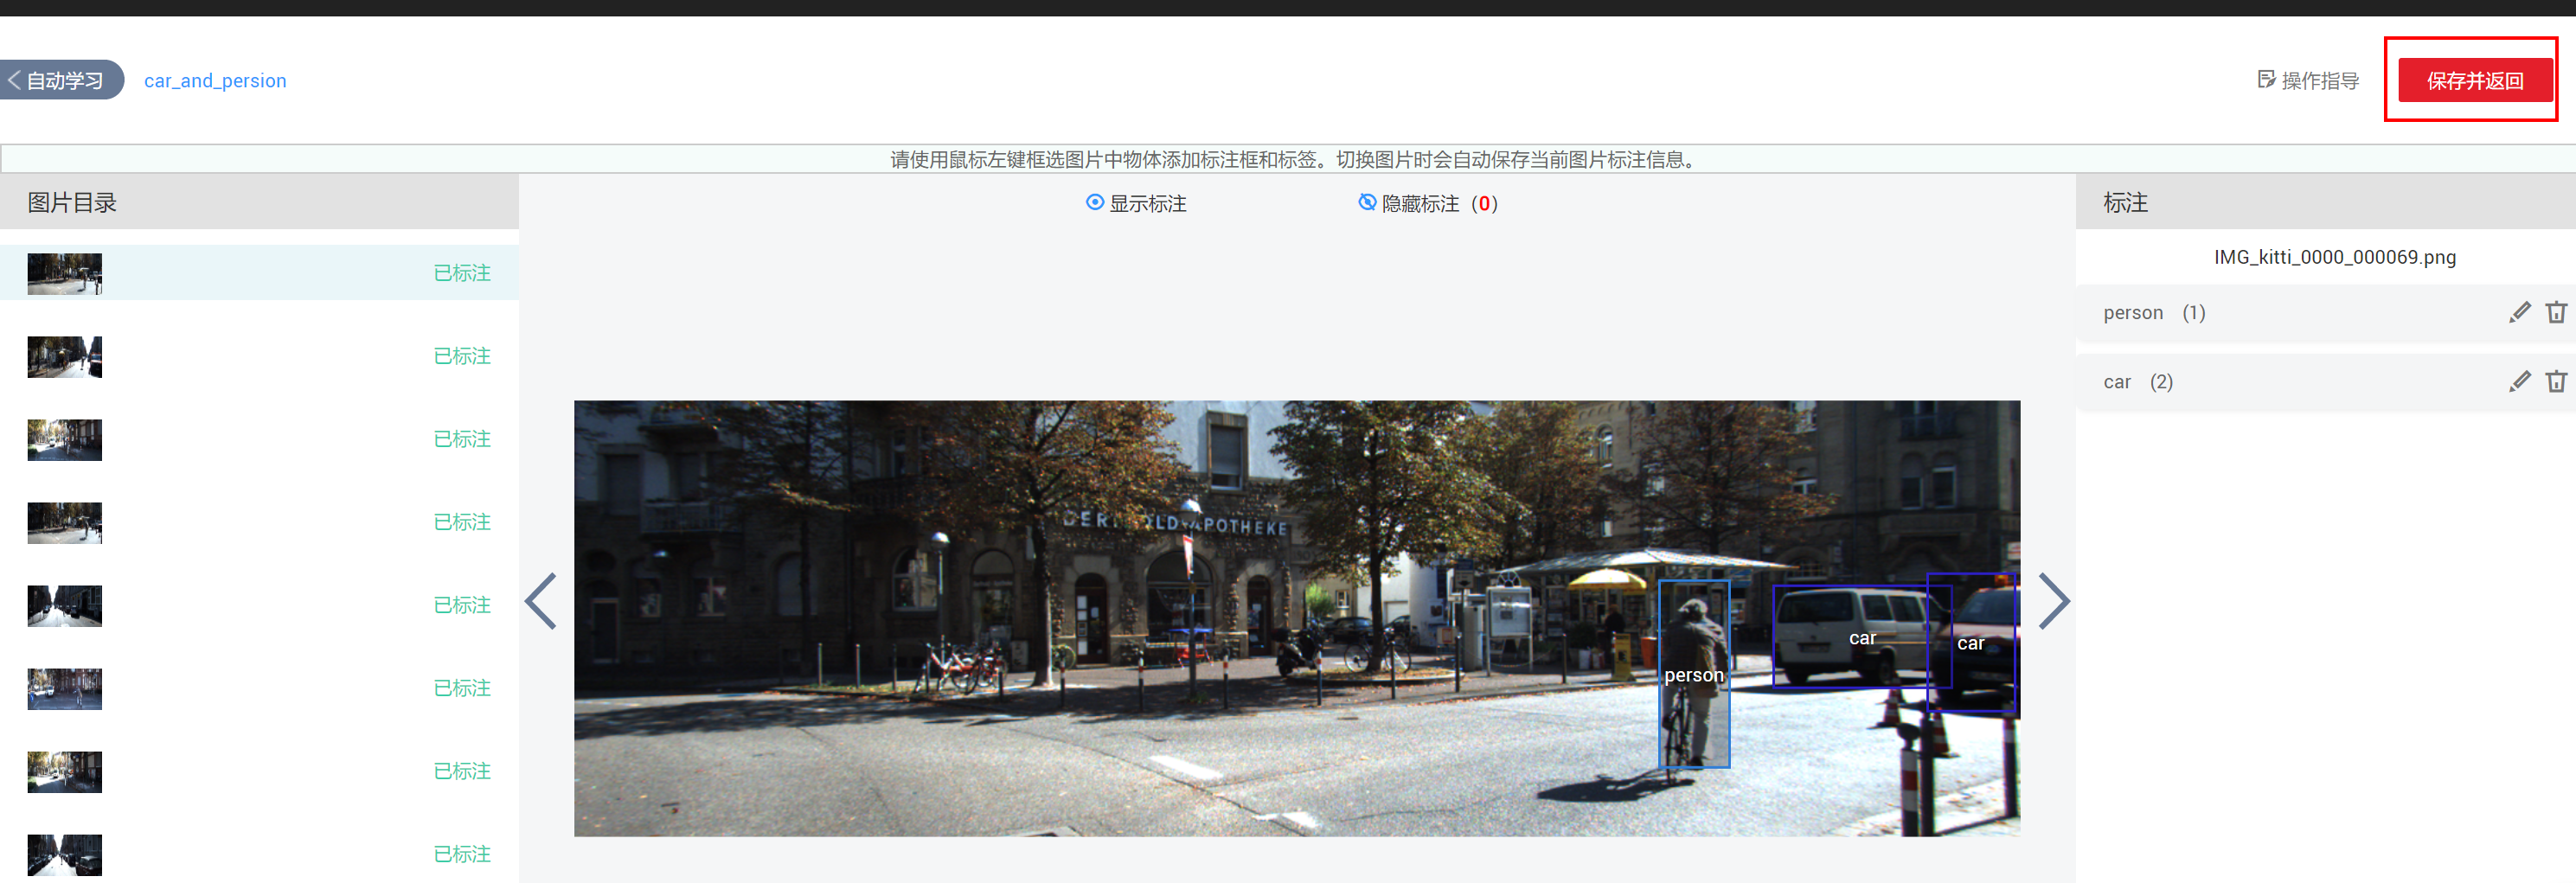 自动学习
car_and_persion
操作指导
保存并返回
请使用鼠标左键框选图片中物体添加标注框和标签。切换图片时会自动保存当前图片标注信息。
图片目录
显示标注
隐藏标注（0）
标注
IMG_kitti_0000_000069.png
已标注
person (1)
已标注
car (2)
已标注
已标注
APOTHEKE
已标注
car
car
person
已标注
已标注
已标注